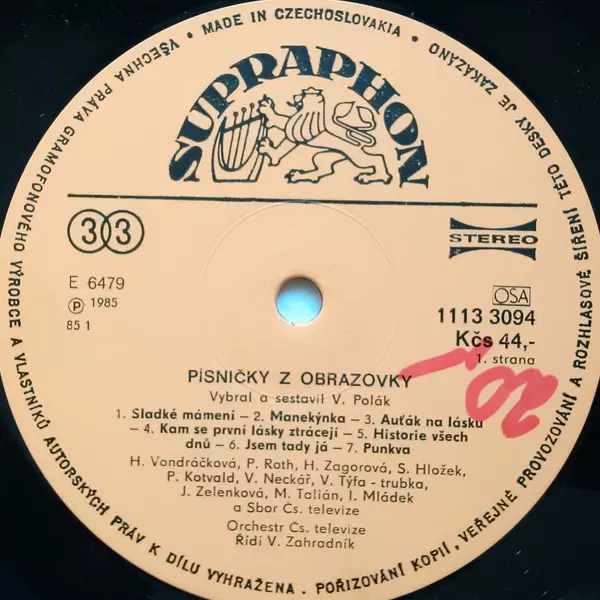 VŠECHNA PRÁVA GRAMOFONOVÉHO VÝROBCE A VLASTNÍKŮ AUTORSKÝCH PRÁV K DÍLU VYHRAŽENA. POŘIZOVÁNÍ KOPIÍ, VEŘEJNÉ PROVOZOVÁNÍ A ROZHLASOVÉ ŠÍŘENÍ TÉTO DESKY JE ZAKÁZÁNO
• MADE IN CZECHOSLOVAKIA •
SUPRAPHON
33
STEREO
E 6479
℗ 1985
85 1
OSA
1113 3094
Kčs 44,-
20
1. strana
PÍSNIČKY Z OBRAZOVKY
Vybral a sestavil V. Polák
1. Sladké mámení – 2. Manekýnka – 3. Auťák na lásku
– 4. Kam se první lásky ztrácejí – 5. Historie všech
dnů – 6. Jsem tady já – 7. Punkva
H. Vondráčková, P. Roth, H. Zagorová, S. Hložek,
P. Kotvald, V. Neckář, V. Týfa - trubka,
J. Zelenková, M. Talián, I. Mládek
a Sbor Čs. televize
Orchestr Čs. televize
Řídí V. Zahradník